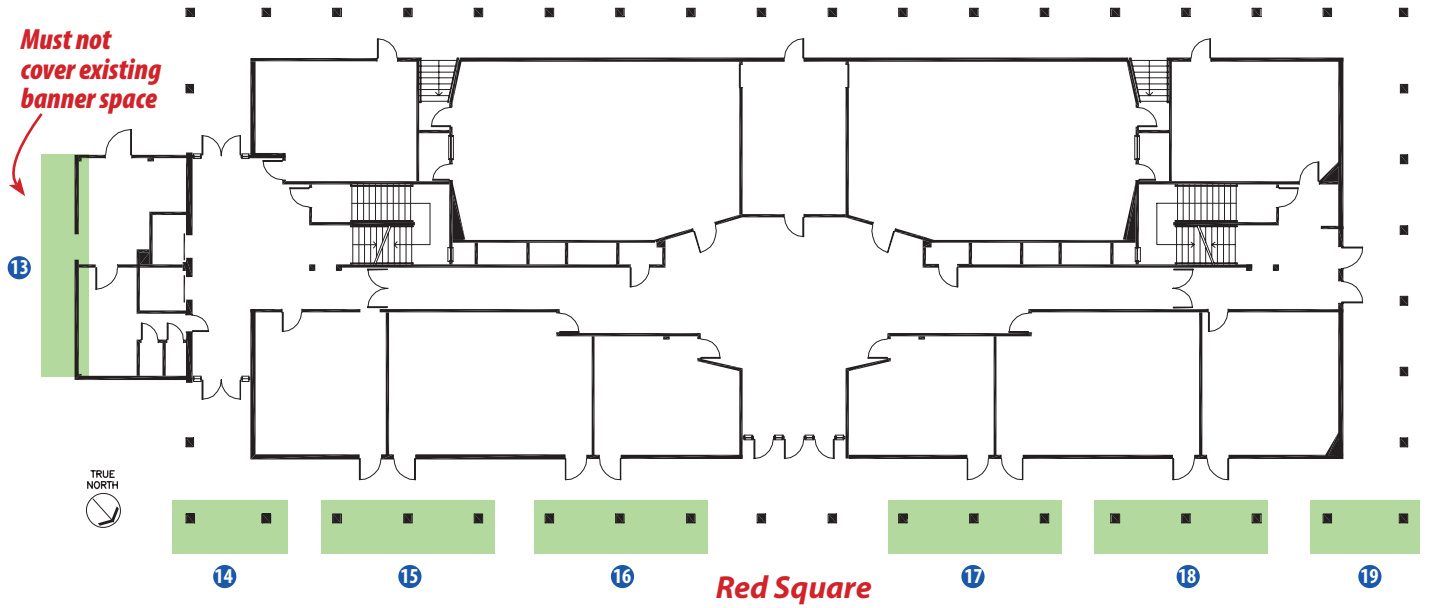 Must not
cover existing
banner space
13
TRUE
NORTH
14
15
16
17
18
19
Red Square